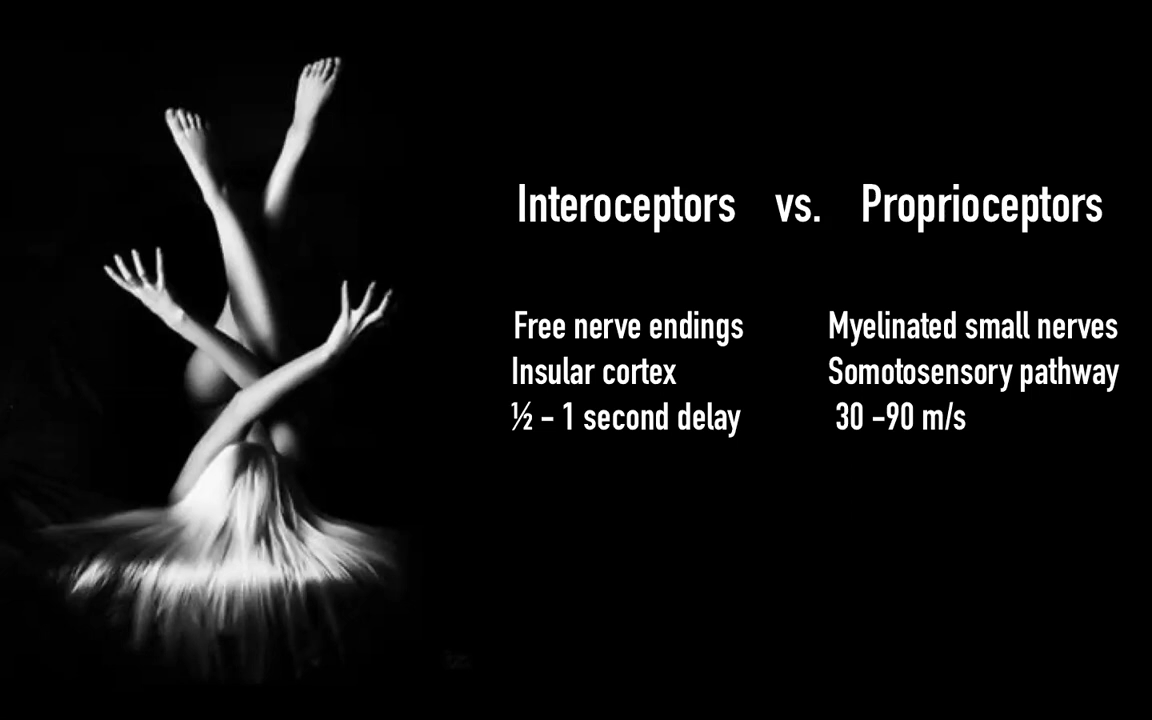 Interoceptors vs. Proprioceptors
Free nerve endings Myelinated small nerves
Insular cortex Somotosensory pathway
½ – 1 second delay 30 –90 m/s